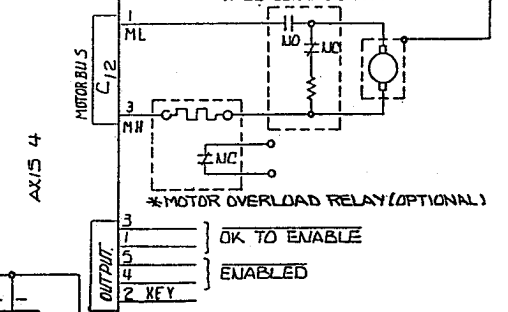 1
ML
NO
NC
MOTOR BUS
C12
3
MH
NC
AXIS 4
*MOTOR OVERLOAD RELAY (OPTIONAL)
OUTPUT
3
1
OK TO ENABLE
5
4
ENABLED
2 KEY